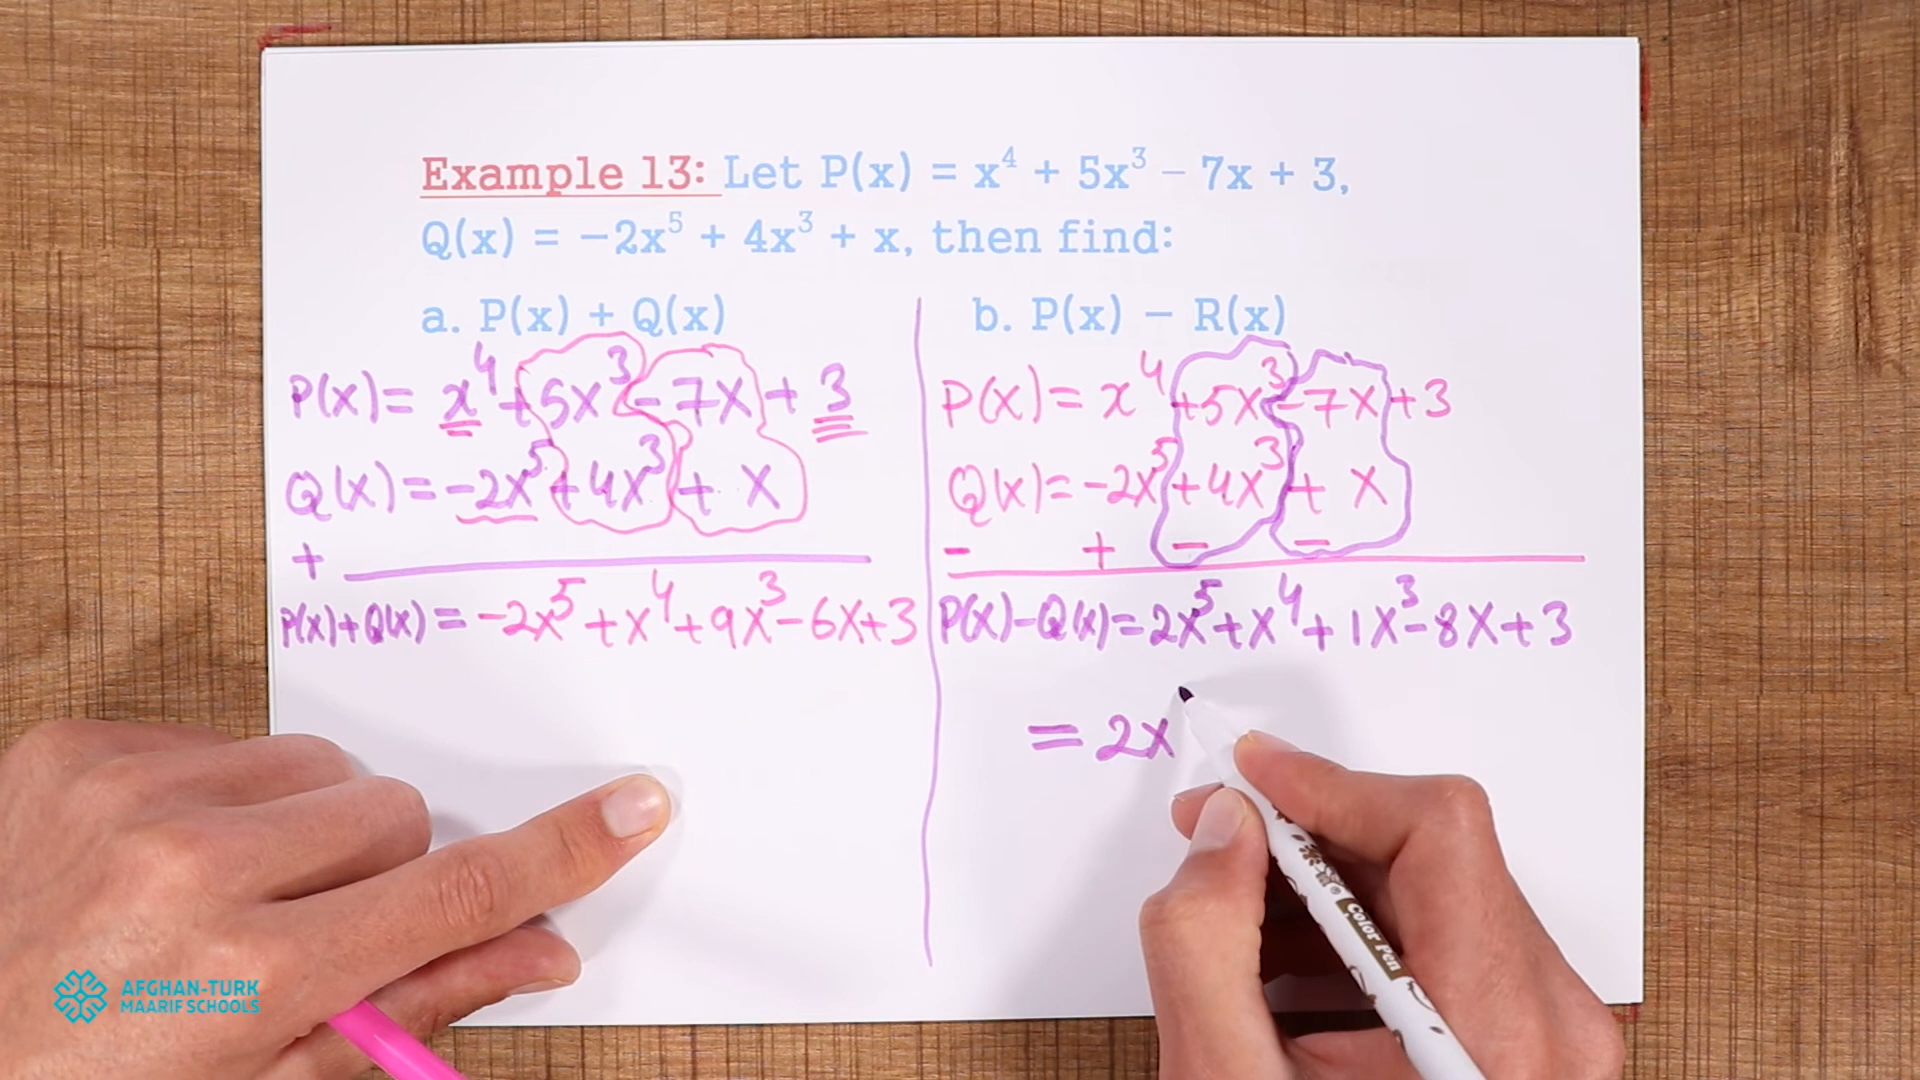 Example 13: Let P(x) = x⁴ + 5x³ − 7x + 3,
Q(x) = −2x⁵ + 4x³ + x, then find:
a. P(x) + Q(x)
P(x) = x⁴ + 5x³ − 7x + 3
Q(x) = −2x⁵ + 4x³ + x
+
P(x) + Q(x) = −2x⁵ + x⁴ + 9x³ − 6x + 3
b. P(x) − R(x)
P(x) = x⁴ + 5x³ − 7x + 3
Q(x) = −2x⁵ + 4x³ + x
− + − −
P(x) − Q(x) = 2x⁵ + x⁴ + 1x³ − 8x + 3
= 2x
Color Pen
AFGHAN-TURK
MAARIF SCHOOLS